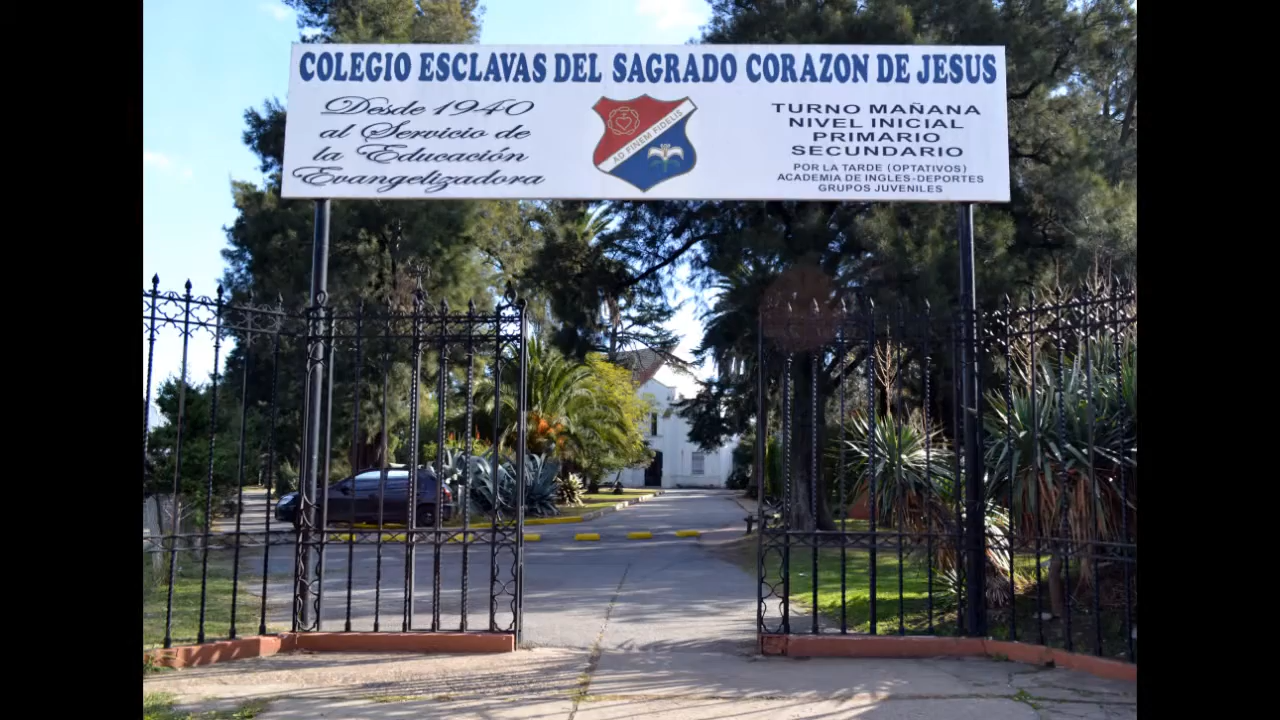 COLEGIO ESCLAVAS DEL SAGRADO CORAZON DE JESUS
Desde 1940
al Servicio de
la Educación
Evangelizadora
AD FINEM FIDELIS
TURNO MAÑANA
NIVEL INICIAL
PRIMARIO
SECUNDARIO
POR LA TARDE (OPTATIVOS)
ACADEMIA DE INGLES-DEPORTES
GRUPOS JUVENILES